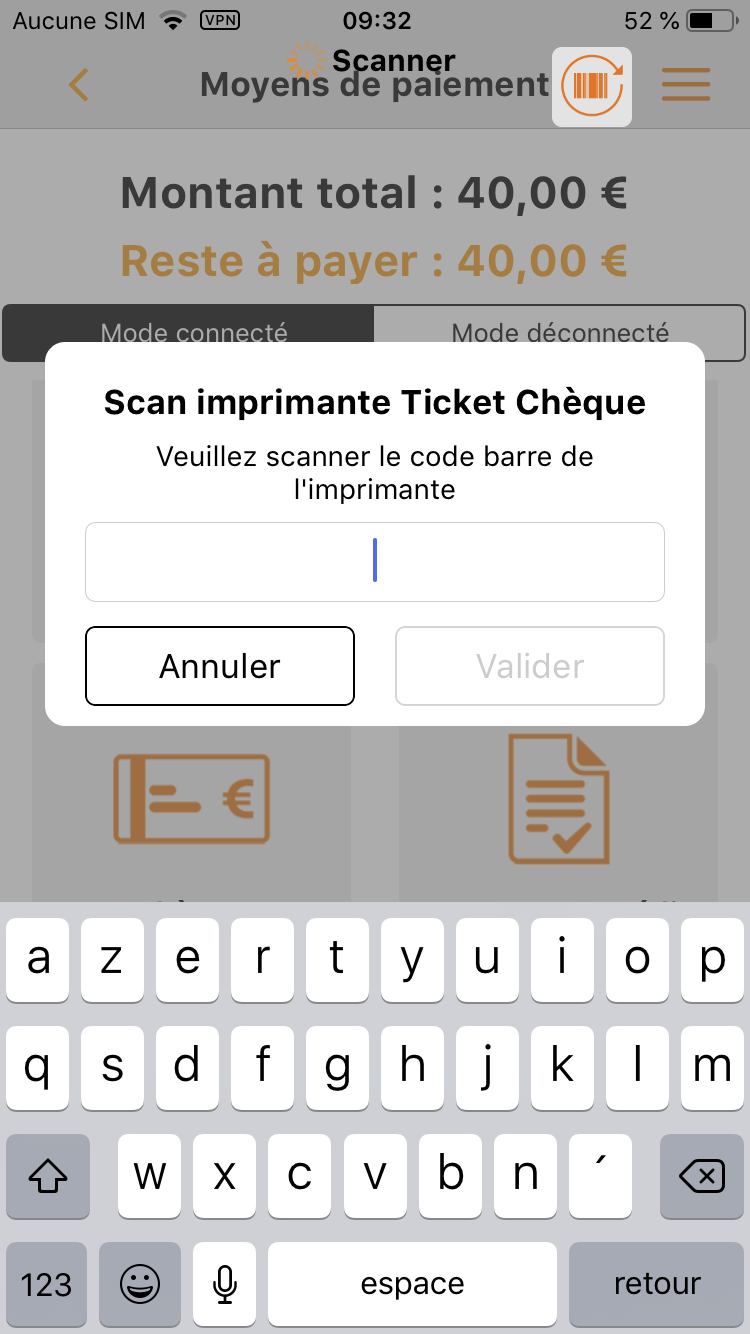 Aucune SIM VPN 09:32 52 %
Scanner
Moyens de paiement
Montant total : 40,00 €
Reste à payer : 40,00 €
Mode connecté Mode déconnecté
Scan imprimante Ticket Chèque
Veuillez scanner le code barre de
l'imprimante
Annuler Valider
€
a z e r t y u i o p
q s d f g h j k l m
w x c v b n ´
123 espace retour